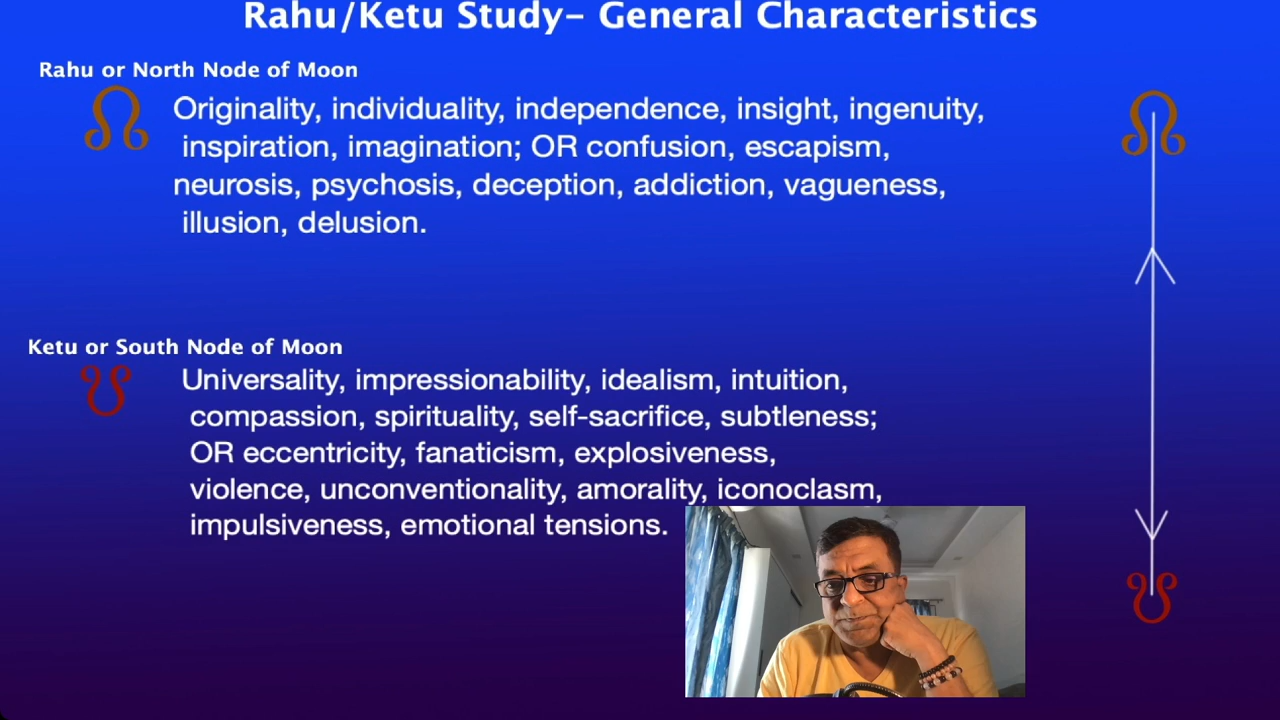 Rahu/Ketu Study- General Characteristics
Rahu or North Node of Moon
Originality, individuality, independence, insight, ingenuity,
inspiration, imagination; OR confusion, escapism,
neurosis, psychosis, deception, addiction, vagueness,
illusion, delusion.
Ketu or South Node of Moon
Universality, impressionability, idealism, intuition,
compassion, spirituality, self-sacrifice, subtleness;
OR eccentricity, fanaticism, explosiveness,
violence, unconventionality, amorality, iconoclasm,
impulsiveness, emotional tensions.